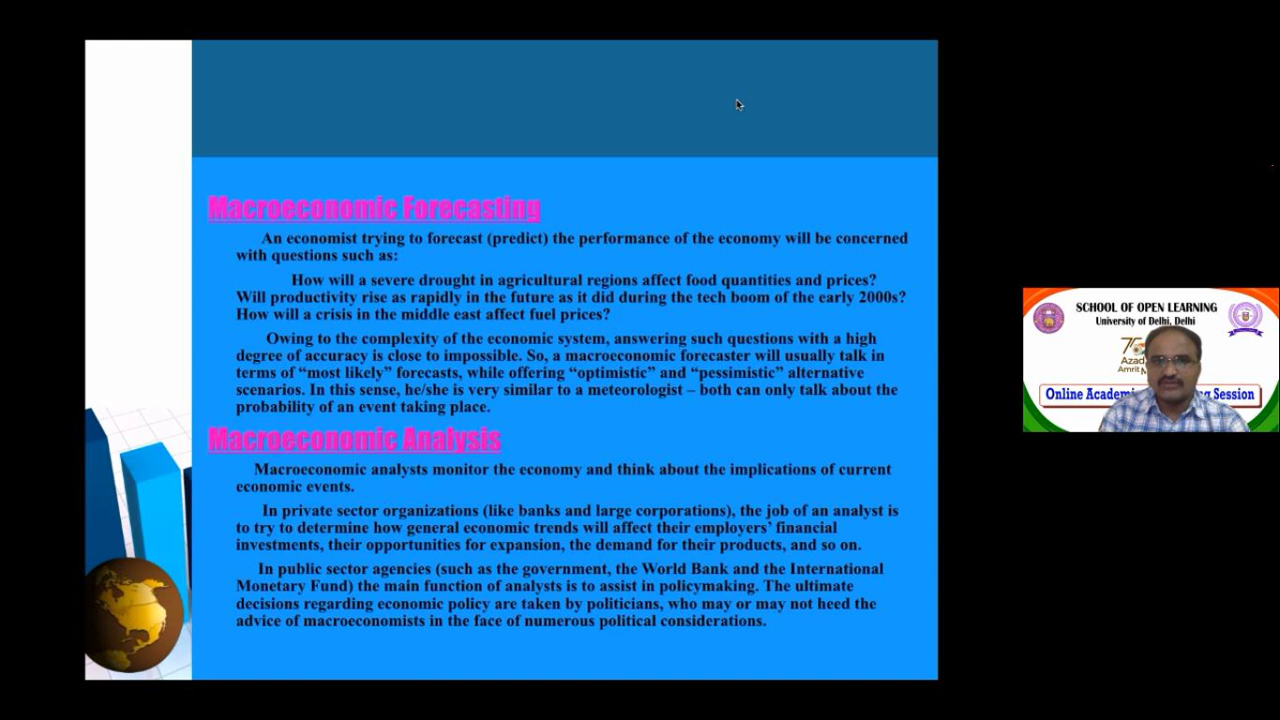 Macroeconomic Forecasting
An economist trying to forecast (predict) the performance of the economy will be concerned
with questions such as:
How will a severe drought in agricultural regions affect food quantities and prices?
Will productivity rise as rapidly in the future as it did during the tech boom of the early 2000s?
How will a crisis in the middle east affect fuel prices?
Owing to the complexity of the economic system, answering such questions with a high
degree of accuracy is close to impossible. So, a macroeconomic forecaster will usually talk in
terms of “most likely” forecasts, while offering “optimistic” and “pessimistic” alternative
scenarios. In this sense, he/she is very similar to a meteorologist – both can only talk about the
probability of an event taking place.
Macroeconomic Analysis
Macroeconomic analysts monitor the economy and think about the implications of current
economic events.
In private sector organizations (like banks and large corporations), the job of an analyst is
to try to determine how general economic trends will affect their employers’ financial
investments, their opportunities for expansion, the demand for their products, and so on.
In public sector agencies (such as the government, the World Bank and the International
Monetary Fund) the main function of analysts is to assist in policymaking. The ultimate
decisions regarding economic policy are taken by politicians, who may or may not heed the
advice of macroeconomists in the face of numerous political considerations.
SCHOOL OF OPEN LEARNING
University of Delhi, Delhi
Azad
Amrit M
Online Acade g Session